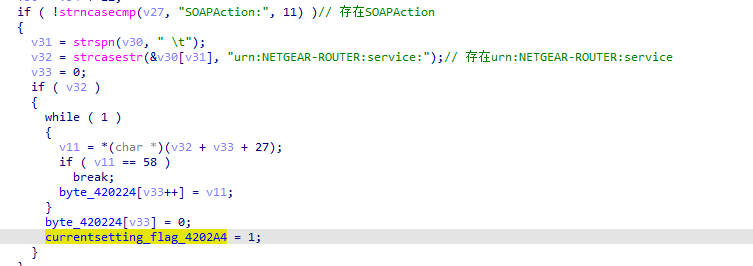 if ( !strncasecmp(v27, "SOAPAction:", 11) )// 存在SOAPAction
{
v31 = strspn(v30, " \t");
v32 = strcasestr(&v30[v31], "urn:NETGEAR-ROUTER:service:");// 存在urn:NETGEAR-ROUTER:service
v33 = 0;
if ( v32 )
{
while ( 1 )
{
v11 = *(char *)(v32 + v33 + 27);
if ( v11 == 58 )
break;
byte_420224[v33++] = v11;
}
byte_420224[v33] = 0;
currentsetting_flag_4202A4 = 1;
}
}